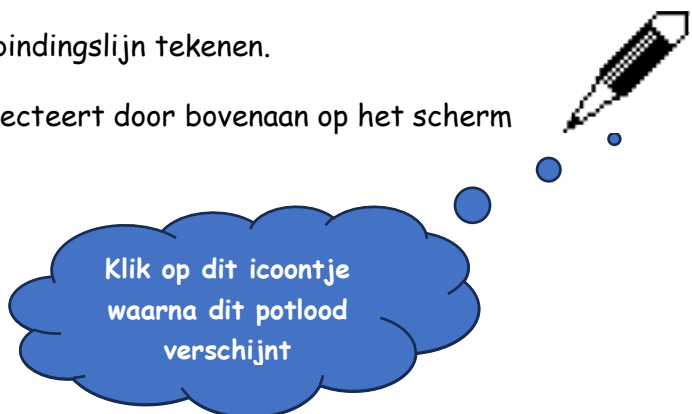 bindingslijn tekenen.
ecteert door bovenaan op het scherm
Klik op dit icoontje
waarna dit potlood
verschijnt